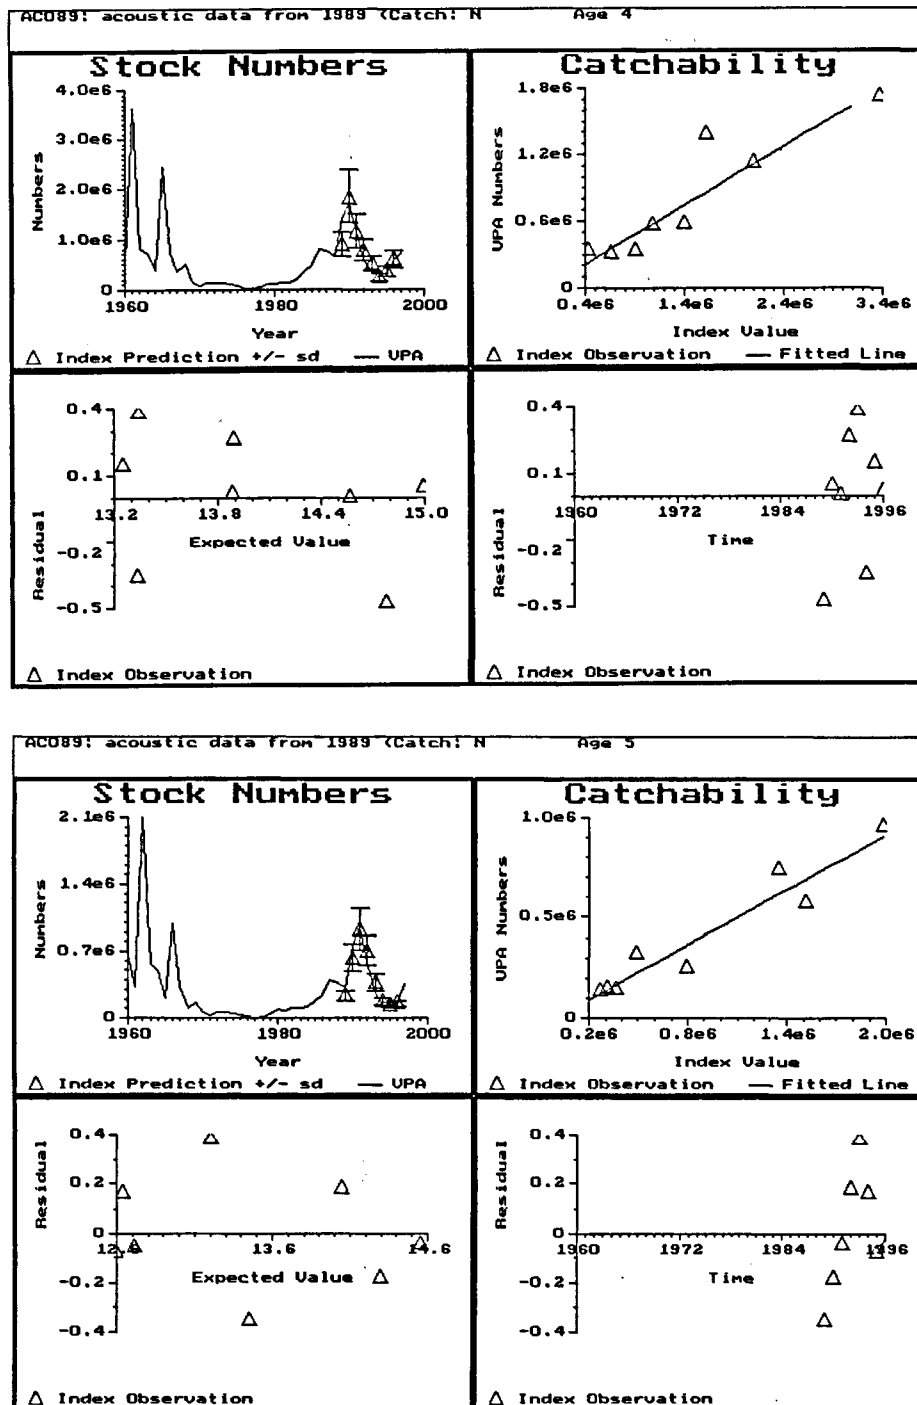 ACO89: acoustic data from 1989 (Catch: N Age 4
Stock Numbers
4.0e6
3.0e6
2.0e6
1.0e6
0
Numbers
1960 1980 2000
Year
△ Index Prediction +/- sd — VPA
Catchability
1.8e6
1.2e6
0.6e6
0
VPA Numbers
0.4e6 1.4e6 2.4e6 3.4e6
Index Value
△ Index Observation — Fitted Line
0.4
0.1
-0.2
-0.5
Residual
13.2 13.8 14.4 15.0
Expected Value
△ Index Observation
0.4
0.1
-0.2
-0.5
Residual
1960 1972 1984 1996
Time
△ Index Observation
ACO89: acoustic data from 1989 (Catch: N Age 5
Stock Numbers
2.1e6
1.4e6
0.7e6
0
Numbers
1960 1980 2000
Year
△ Index Prediction +/- sd — VPA
Catchability
1.0e6
0.5e6
0
VPA Numbers
0.2e6 0.8e6 1.4e6 2.0e6
Index Value
△ Index Observation — Fitted Line
0.4
0.2
0
-0.2
-0.4
Residual
12.6 13.6 14.6
Expected Value
△ Index Observation
0.4
0.2
0
-0.2
-0.4
Residual
1960 1972 1984 1996
Time
△ Index Observation